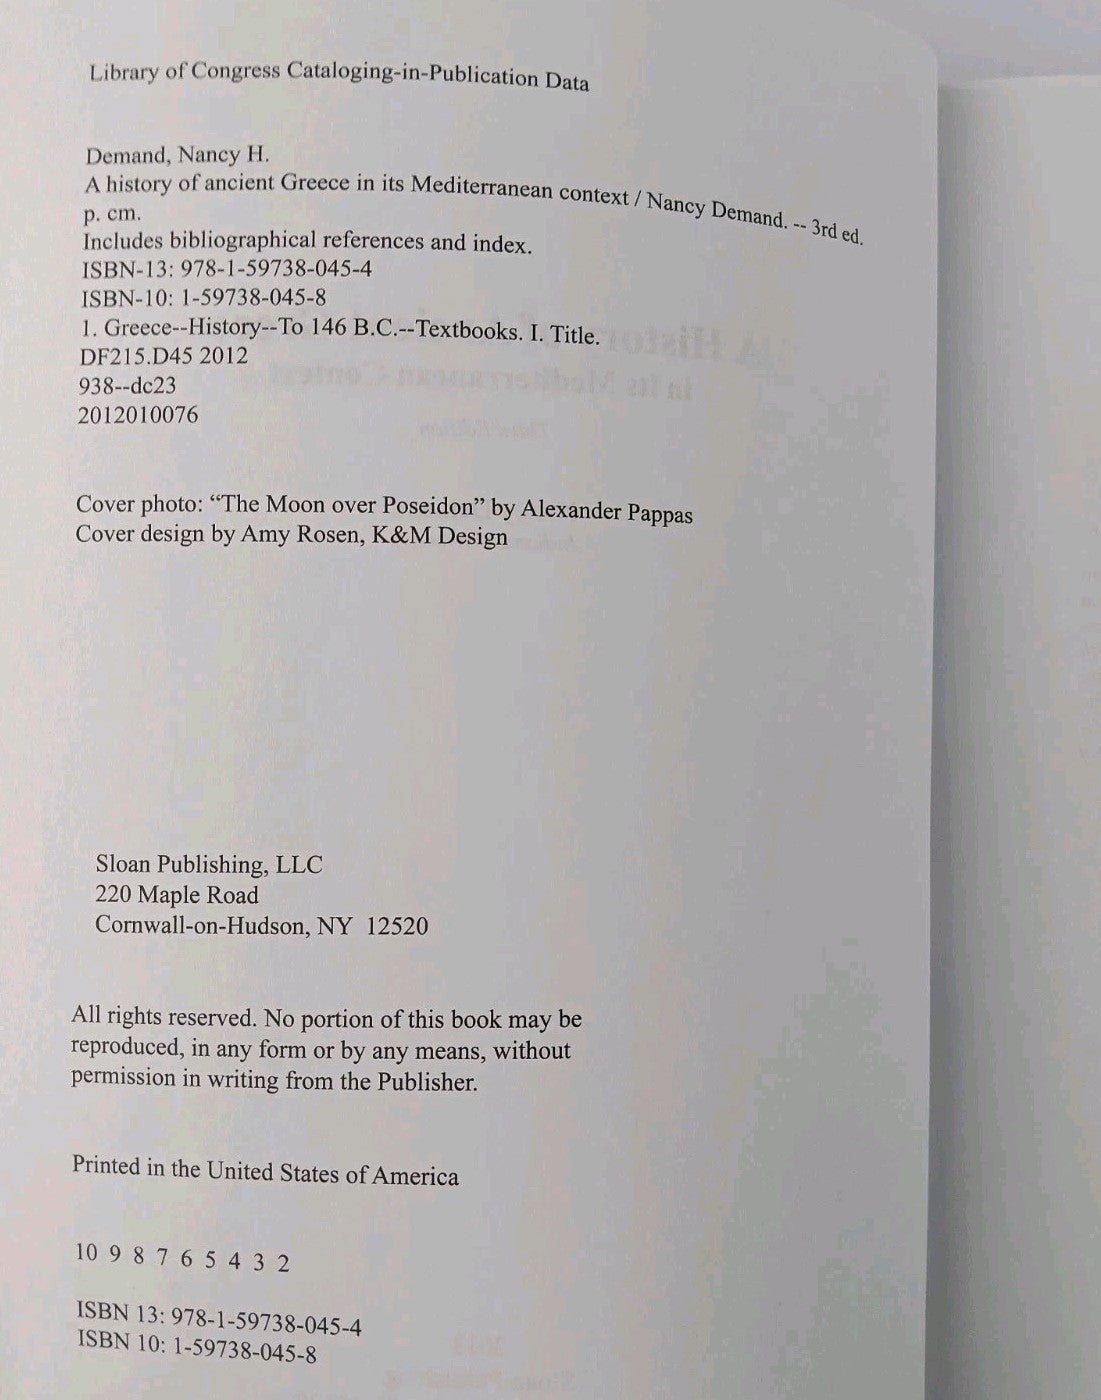 Library of Congress Cataloging-in-Publication Data
Demand, Nancy H.
A history of ancient Greece in its Mediterranean context / Nancy Demand. -- 3rd ed.
p. cm.
Includes bibliographical references and index.
ISBN-13: 978-1-59738-045-4
ISBN-10: 1-59738-045-8
1. Greece--History--To 146 B.C.--Textbooks. I. Title.
DF215.D45 2012
938--dc23
2012010076
Cover photo: “The Moon over Poseidon” by Alexander Pappas
Cover design by Amy Rosen, K&M Design
Sloan Publishing, LLC
220 Maple Road
Cornwall-on-Hudson, NY 12520
All rights reserved. No portion of this book may be
reproduced, in any form or by any means, without
permission in writing from the Publisher.
Printed in the United States of America
10 9 8 7 6 5 4 3 2
ISBN 13: 978-1-59738-045-4
ISBN 10: 1-59738-045-8